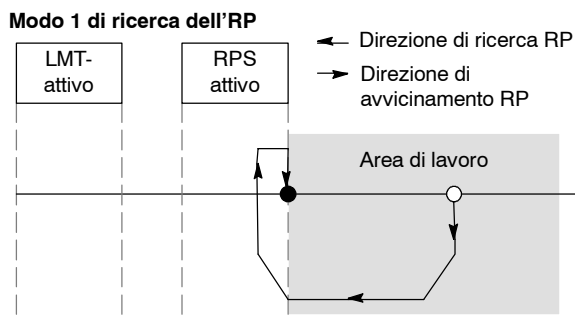 Modo 1 di ricerca dell'RP
LMT-
attivo
RPS
attivo
Direzione di ricerca RP
Direzione di
avvicinamento RP
Area di lavoro